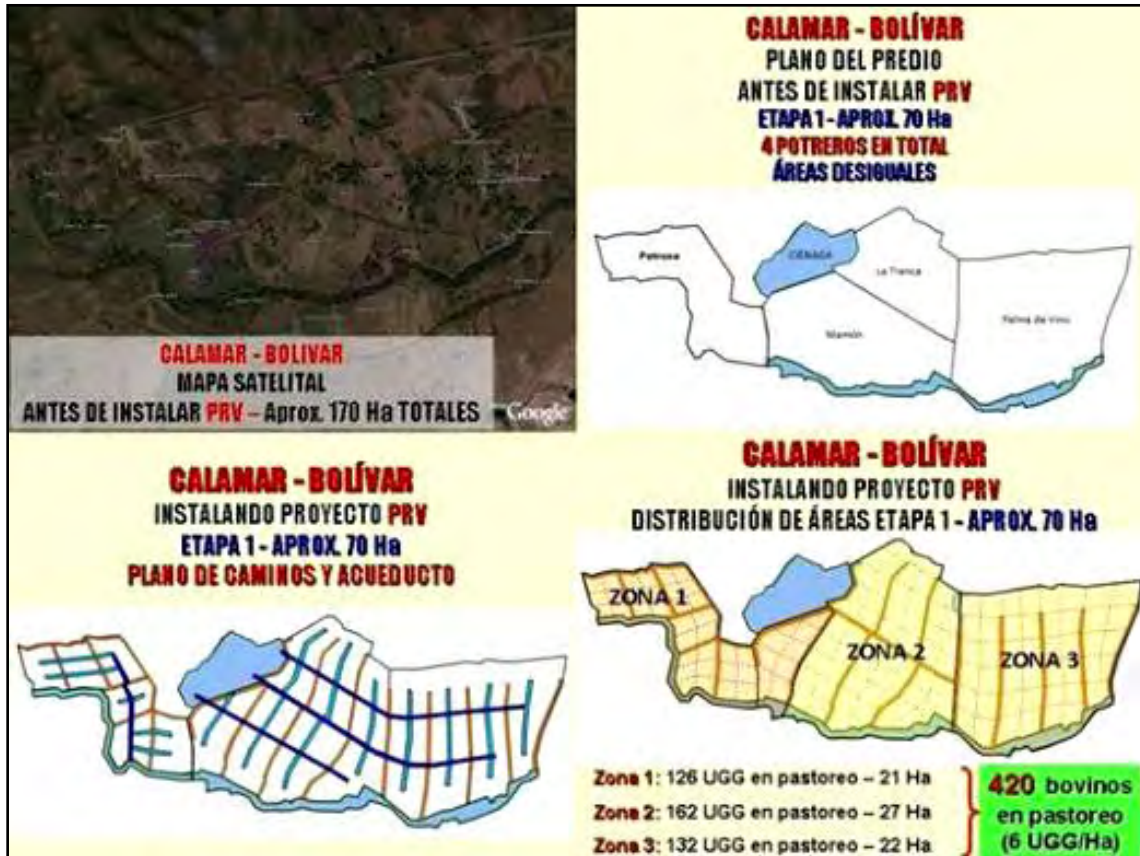 CALAMAR - BOLIVAR
MAPA SATELITAL
ANTES DE INSTALAR PRV – Aprox. 170 Ha TOTALES
Google
CALAMAR - BOLÍVAR
PLANO DEL PREDIO
ANTES DE INSTALAR PRV
ETAPA 1 - APROX. 70 Ha
4 POTREROS EN TOTAL
ÁREAS DESIGUALES
CIENAGA
La Tranca
Mamón
Palma de Vino
CALAMAR - BOLÍVAR
INSTALANDO PROYECTO PRV
ETAPA 1 - APROX. 70 Ha
PLANO DE CAMINOS Y ACUEDUCTO
CALAMAR - BOLÍVAR
INSTALANDO PROYECTO PRV
DISTRIBUCIÓN DE ÁREAS ETAPA 1 - APROX. 70 Ha
ZONA 1
ZONA 2
ZONA 3
Zona 1: 126 UGG en pastoreo – 21 Ha
Zona 2: 162 UGG en pastoreo – 27 Ha
Zona 3: 132 UGG en pastoreo – 22 Ha
420 bovinos
en pastoreo
(6 UGG/Ha)